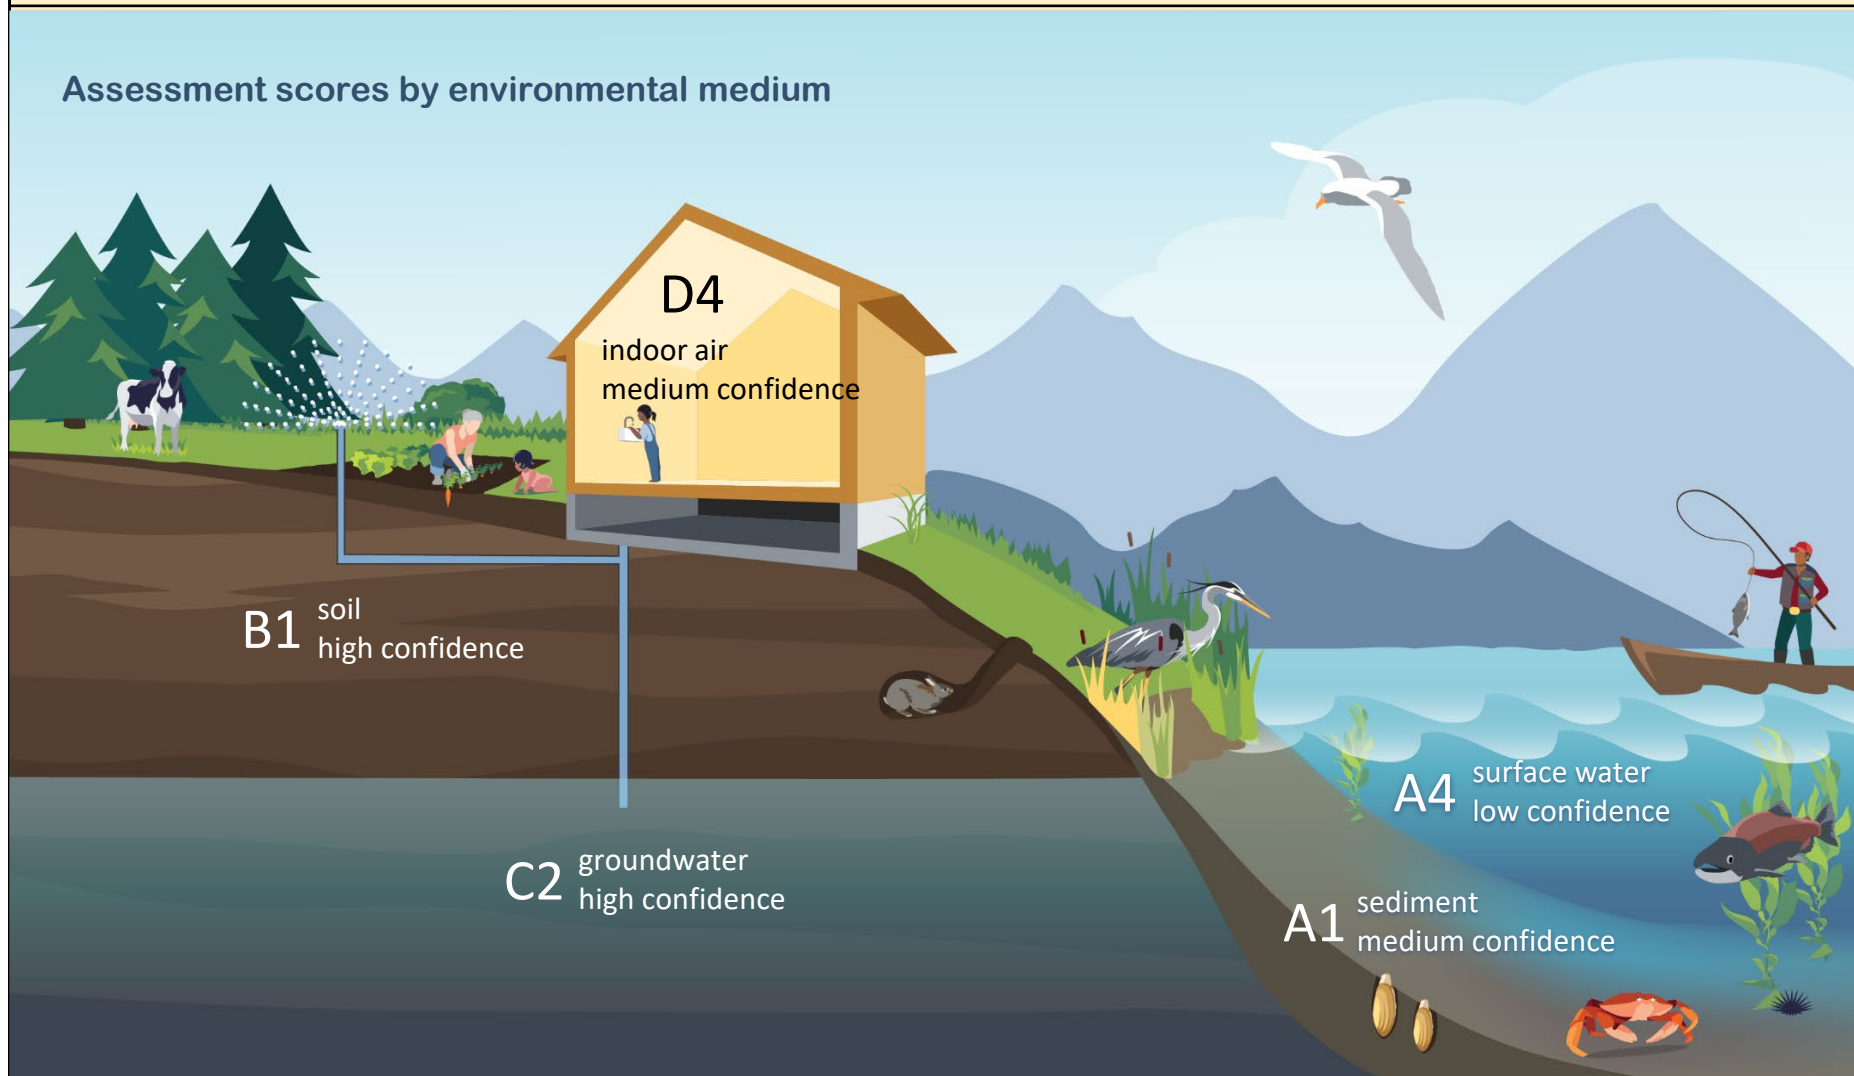 Assessment scores by environmental medium
D4
indoor air
medium confidence
B1
soil
high confidence
A4
surface water
low confidence
C2
groundwater
high confidence
A1
sediment
medium confidence